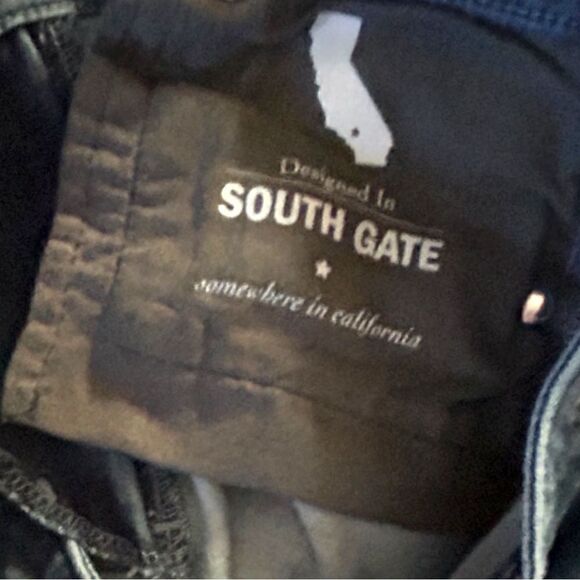 Designed In
SOUTH GATE
somewhere in california